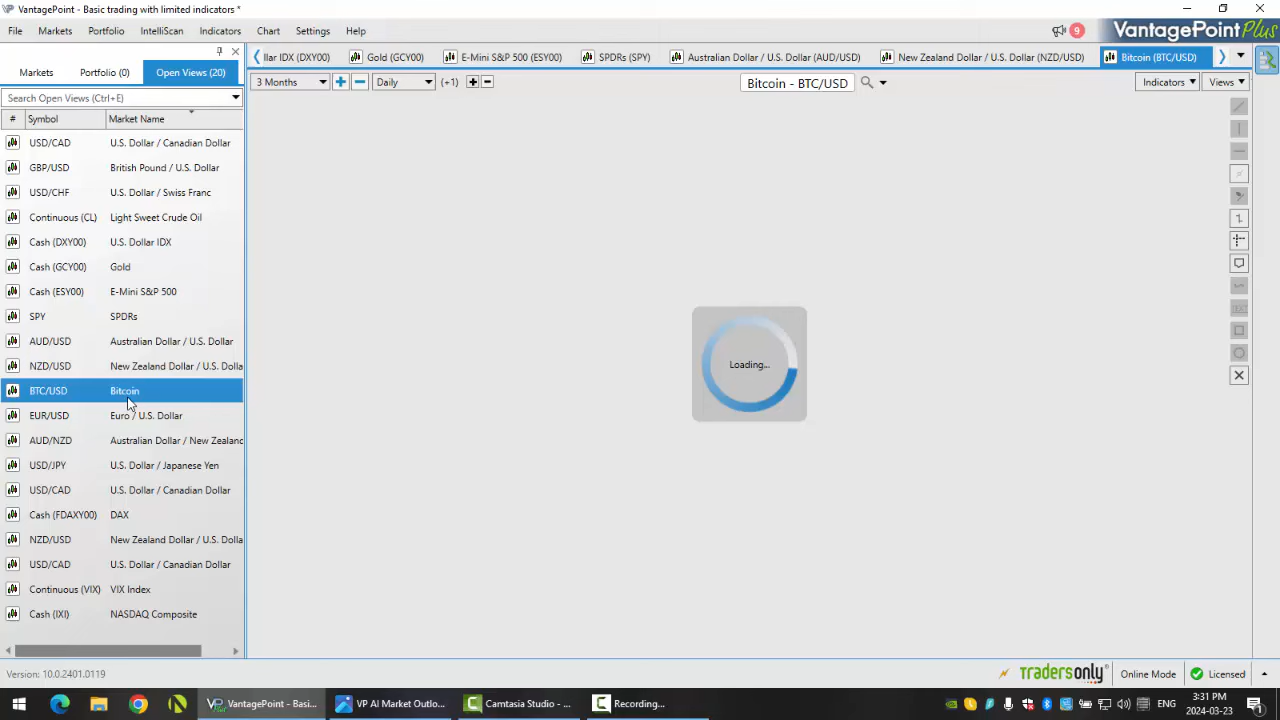 VantagePoint - Basic trading with limited indicators *
File Markets Portfolio IntelliScan Indicators Chart Settings Help
9
VANTAGEPOINT Plus
llar IDX (DXY00) Gold (GCY00) E-Mini S&P 500 (ESY00) SPDRs (SPY) Australian Dollar / U.S. Dollar (AUD/USD) New Zealand Dollar / U.S. Dollar (NZD/USD) Bitcoin (BTC/USD)
Markets Portfolio (0) Open Views (20)
3 Months Daily (+1) Bitcoin - BTC/USD Indicators Views
Search Open Views (Ctrl+E)
# Symbol Market Name
USD/CAD U.S. Dollar / Canadian Dollar
GBP/USD British Pound / U.S. Dollar
USD/CHF U.S. Dollar / Swiss Franc
Continuous (CL) Light Sweet Crude Oil
Cash (DXY00) U.S. Dollar IDX
Cash (GCY00) Gold
Cash (ESY00) E-Mini S&P 500
SPY SPDRs
AUD/USD Australian Dollar / U.S. Dollar
NZD/USD New Zealand Dollar / U.S. Dolla
BTC/USD Bitcoin
EUR/USD Euro / U.S. Dollar
AUD/NZD Australian Dollar / New Zealanc
USD/JPY U.S. Dollar / Japanese Yen
USD/CAD U.S. Dollar / Canadian Dollar
Cash (FDAXY00) DAX
NZD/USD New Zealand Dollar / U.S. Dolla
USD/CAD U.S. Dollar / Canadian Dollar
Continuous (VIX) VIX Index
Cash (IXI) NASDAQ Composite
Loading...
TEXT
Version: 10.0.2401.0119 tradersonly Online Mode Licensed
VantagePoint - Basi... VP AI Market Outlo... Camtasia Studio - ... Recording...
ENG
3:31 PM
2024-03-23
1